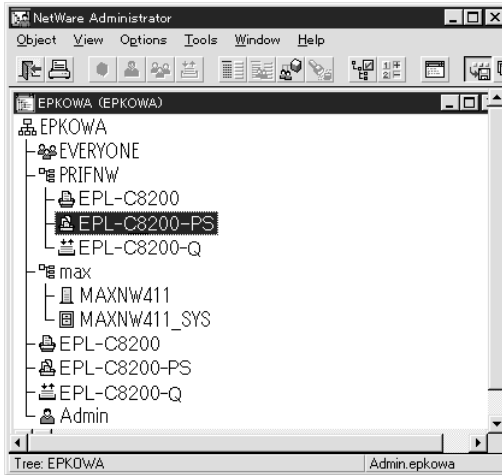 NetWare Administrator
Object View Options Tools Window Help
EPKOWA (EPKOWA)
EPKOWA
EVERYONE
PRIFNW
EPL-C8200
EPL-C8200-PS
EPL-C8200-Q
max
MAXNW411
MAXNW411_SYS
EPL-C8200
EPL-C8200-PS
EPL-C8200-Q
Admin
Tree: EPKOWA Admin.epkowa